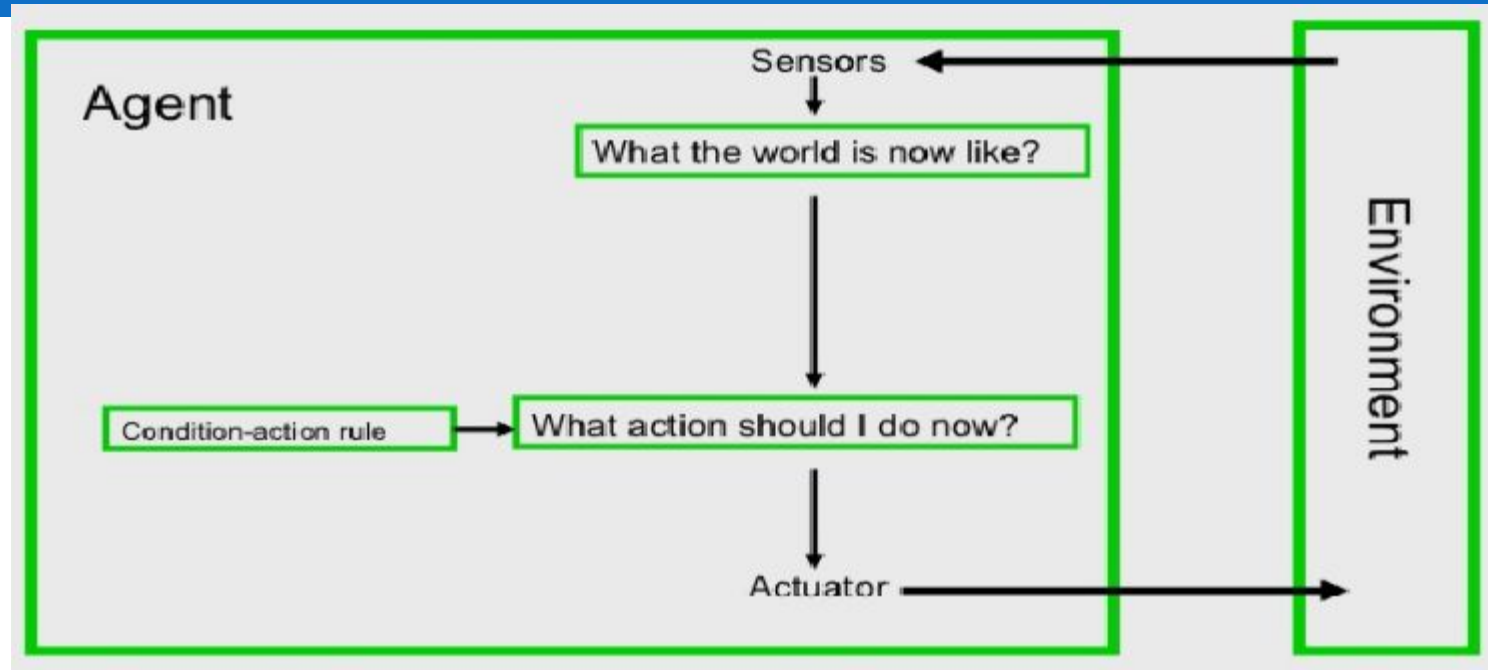 Sensors
Agent
What the world is now like?
Environment
Condition-action rule
What action should I do now?
Actuator